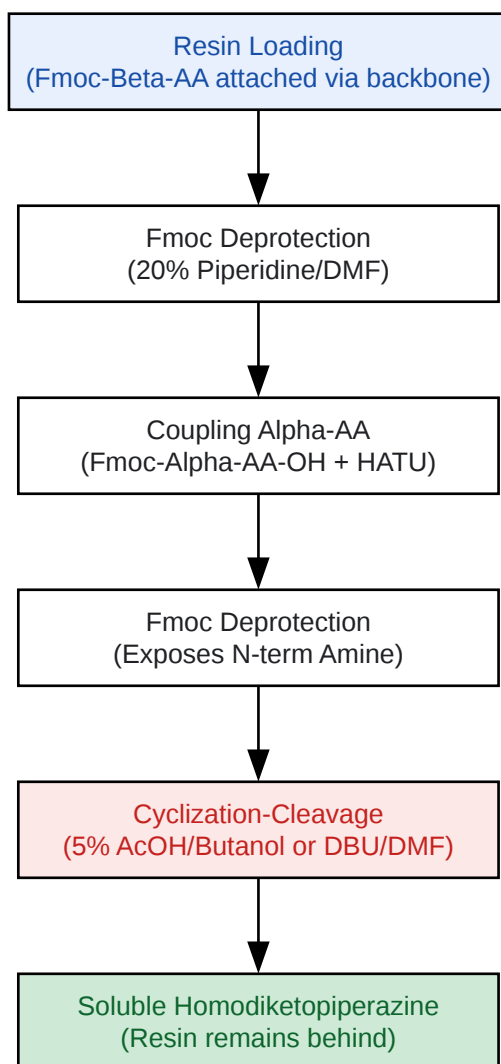 Resin Loading
(Fmoc-Beta-AA attached via backbone)
Fmoc Deprotection
(20% Piperidine/DMF)
Coupling Alpha-AA
(Fmoc-Alpha-AA-OH + HATU)
Fmoc Deprotection
(Exposes N-term Amine)
Cyclization-Cleavage
(5% AcOH/Butanol or DBU/DMF)
Soluble Homodiketopiperazine
(Resin remains behind)